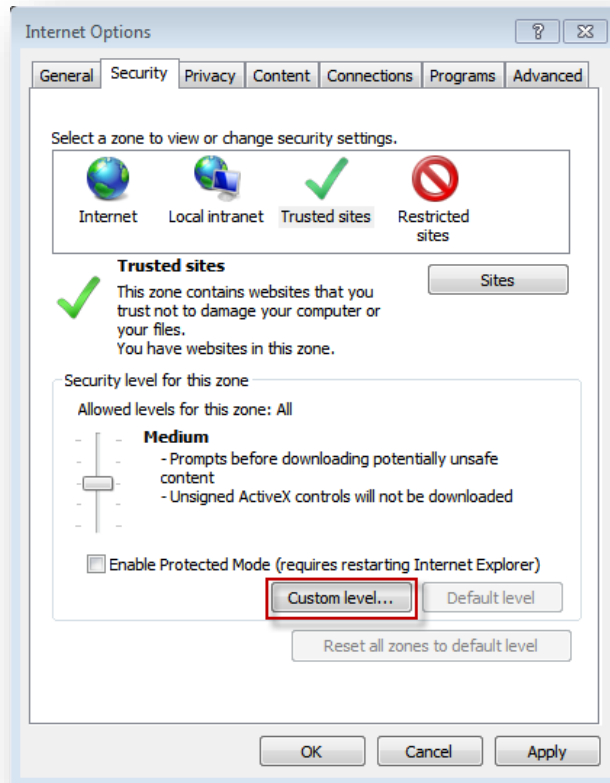 Internet Options
General Security Privacy Content Connections Programs Advanced
Select a zone to view or change security settings.
Internet Local intranet Trusted sites Restricted
sites
Trusted sites
Sites
This zone contains websites that you
trust not to damage your computer or
your files.
You have websites in this zone.
Security level for this zone
Allowed levels for this zone: All
Medium
- Prompts before downloading potentially unsafe
content
- Unsigned ActiveX controls will not be downloaded
Enable Protected Mode (requires restarting Internet Explorer)
Custom level... Default level
Reset all zones to default level
OK Cancel Apply